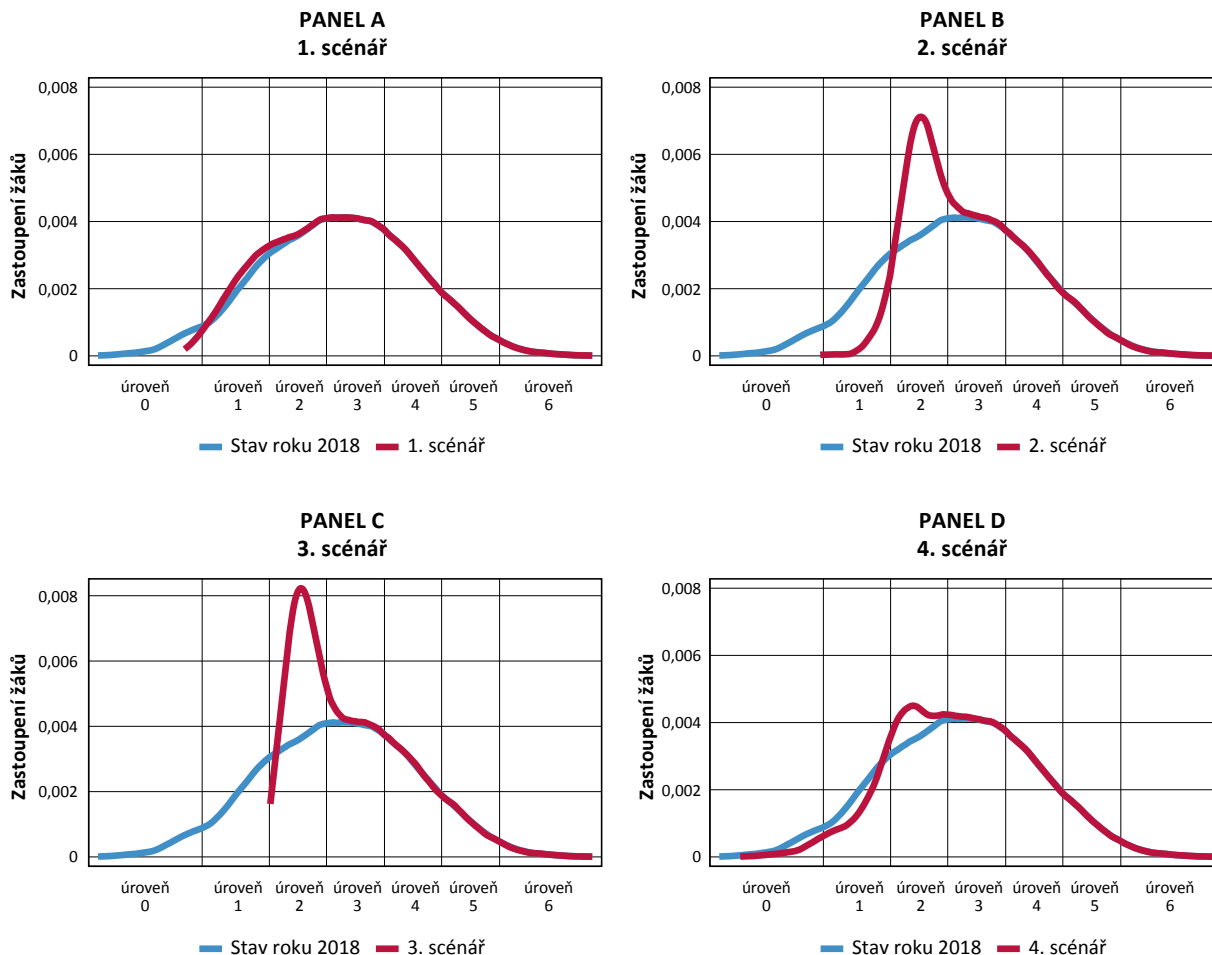 PANEL A
1. scénář
Zastoupení žáků
0,008
0,006
0,004
0,002
0
úroveň 0
úroveň 1
úroveň 2
úroveň 3
úroveň 4
úroveň 5
úroveň 6
Stav roku 2018
1. scénář
PANEL B
2. scénář
Zastoupení žáků
0,008
0,006
0,004
0,002
0
úroveň 0
úroveň 1
úroveň 2
úroveň 3
úroveň 4
úroveň 5
úroveň 6
Stav roku 2018
2. scénář
PANEL C
3. scénář
Zastoupení žáků
0,008
0,006
0,004
0,002
0
úroveň 0
úroveň 1
úroveň 2
úroveň 3
úroveň 4
úroveň 5
úroveň 6
Stav roku 2018
3. scénář
PANEL D
4. scénář
Zastoupení žáků
0,008
0,006
0,004
0,002
0
úroveň 0
úroveň 1
úroveň 2
úroveň 3
úroveň 4
úroveň 5
úroveň 6
Stav roku 2018
4. scénář